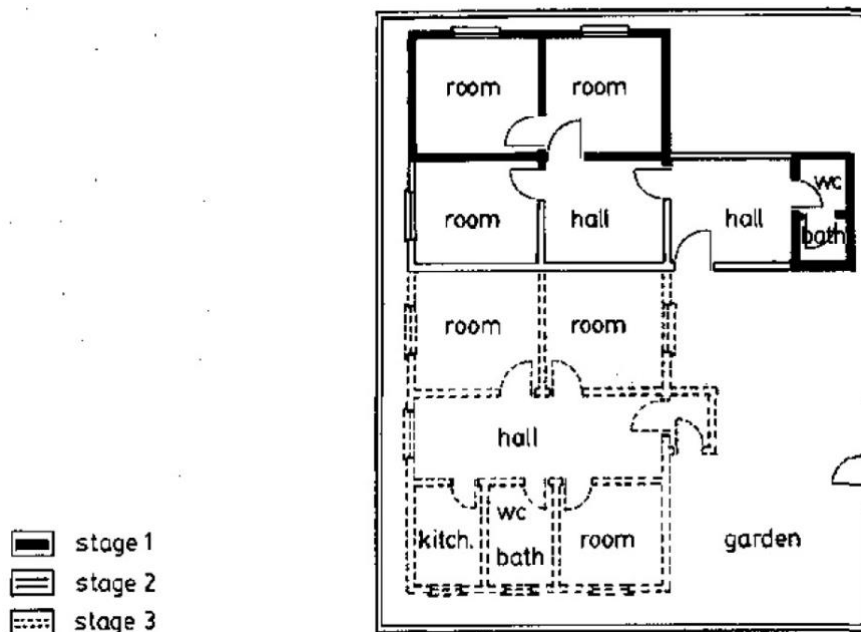 room room
room hall hall wc
bath
room room
hall
kitch. wc
bath room garden
stage 1
stage 2
stage 3